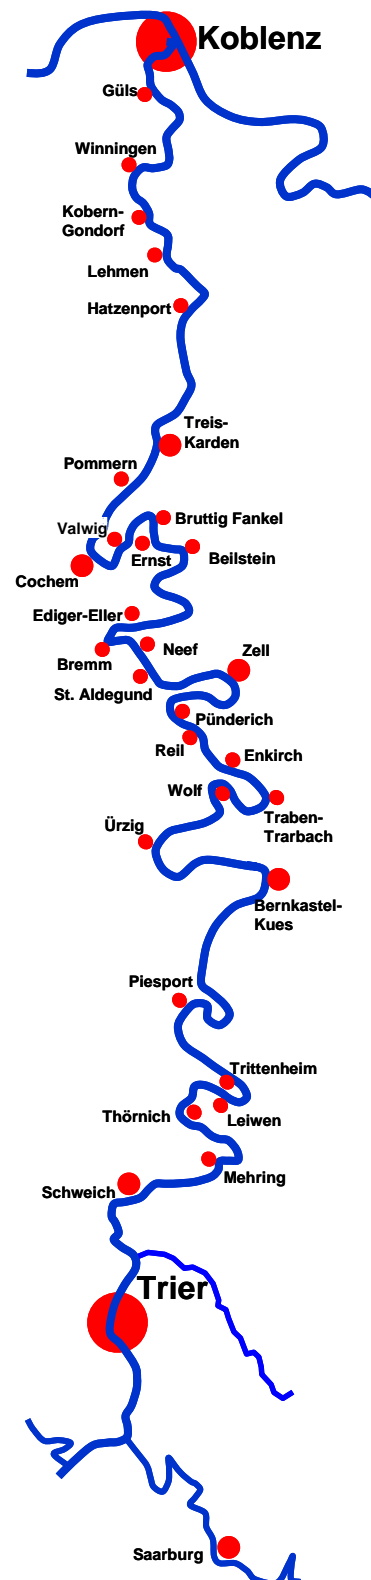 Koblenz
Güls
Winningen
Kobern-
Gondorf
Lehmen
Hatzenport
Treis-
Karden
Pommern
Bruttig Fankel
Valwig
Ernst
Beilstein
Cochem
Ediger-Eller
Neef
Zell
Bremm
St. Aldegund
Pünderich
Reil
Enkirch
Wolf
Traben-
Trarbach
Ürzig
Bernkastel-
Kues
Piesport
Trittenheim
Thörnich
Leiwen
Mehring
Schweich
Trier
Saarburg